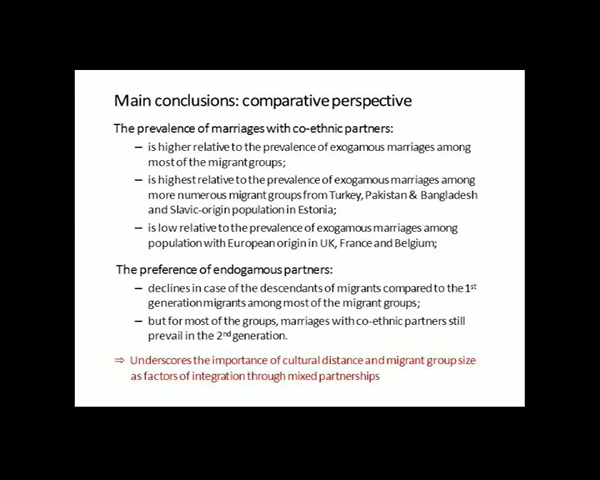 Main conclusions: comparative perspective
The prevalence of marriages with co-ethnic partners:
– is higher relative to the prevalence of exogamous marriages among
most of the migrant groups;
– is highest relative to the prevalence of exogamous marriages among
more numerous migrant groups from Turkey, Pakistan & Bangladesh
and Slavic-origin population in Estonia;
– is low relative to the prevalence of exogamous marriages among
population with European origin in UK, France and Belgium;
The preference of endogamous partners:
– declines in case of the descendants of migrants compared to the 1st
generation migrants among most of the migrant groups;
– but for most of the groups, marriages with co-ethnic partners still
prevail in the 2nd generation.
⇒ Underscores the importance of cultural distance and migrant group size
as factors of integration through mixed partnerships